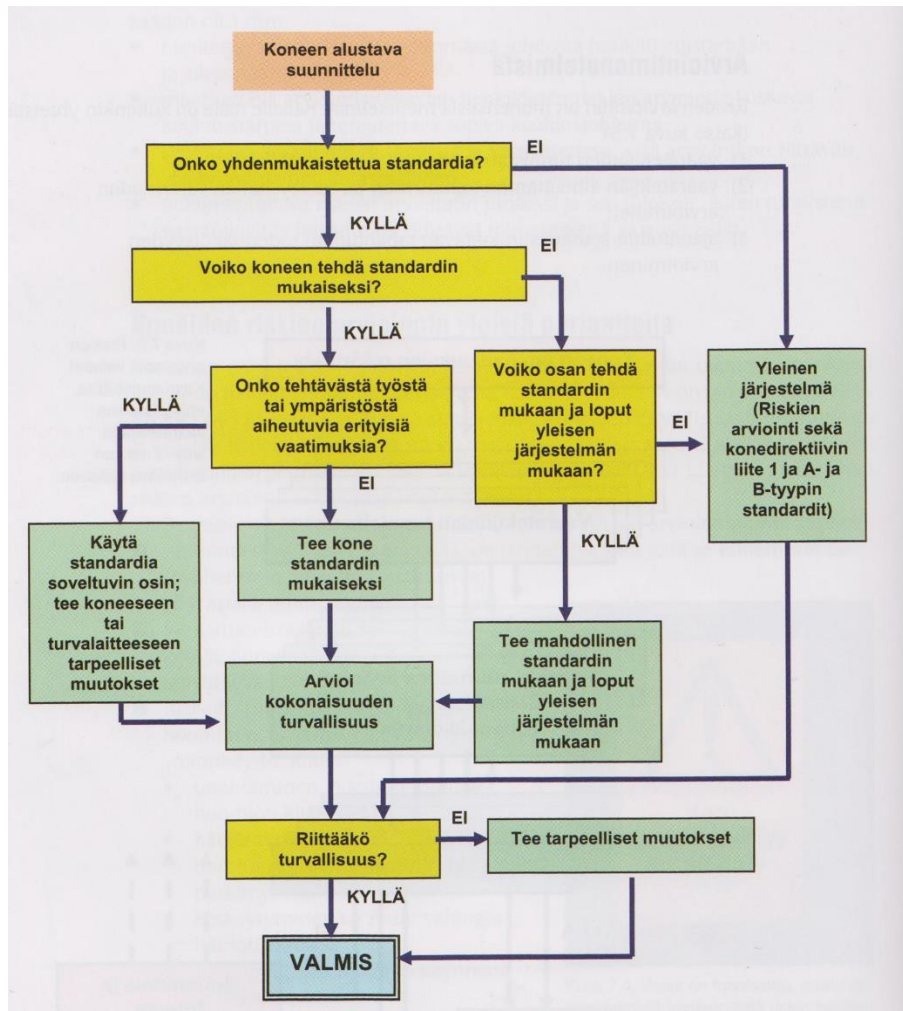 Koneen alustava
suunnittelu
Onko yhdenmukaistettua standardia?
EI
KYLLÄ
EI
Voiko koneen tehdä standardin
mukaiseksi?
KYLLÄ
KYLLÄ
Onko tehtävästä työstä
tai ympäristöstä
aiheutuvia erityisiä
vaatimuksia?
Voiko osan tehdä
standardin
mukaan ja loput
yleisen
järjestelmän
mukaan?
EI
Yleinen
järjestelmä
(Riskien
arviointi sekä
konedirektiivin
liite 1 ja A- ja
B-tyypin
standardit)
EI
KYLLÄ
Käytä
standardia
soveltuvin osin;
tee koneeseen
tai
turvalaitteeseen
tarpeelliset
muutokset
Tee kone
standardin
mukaiseksi
Arvioi
kokonaisuuden
turvallisuus
Tee mahdollinen
standardin
mukaan ja loput
yleisen
järjestelmän
mukaan
Riittääkö
turvallisuus?
EI
Tee tarpeelliset muutokset
KYLLÄ
VALMIS